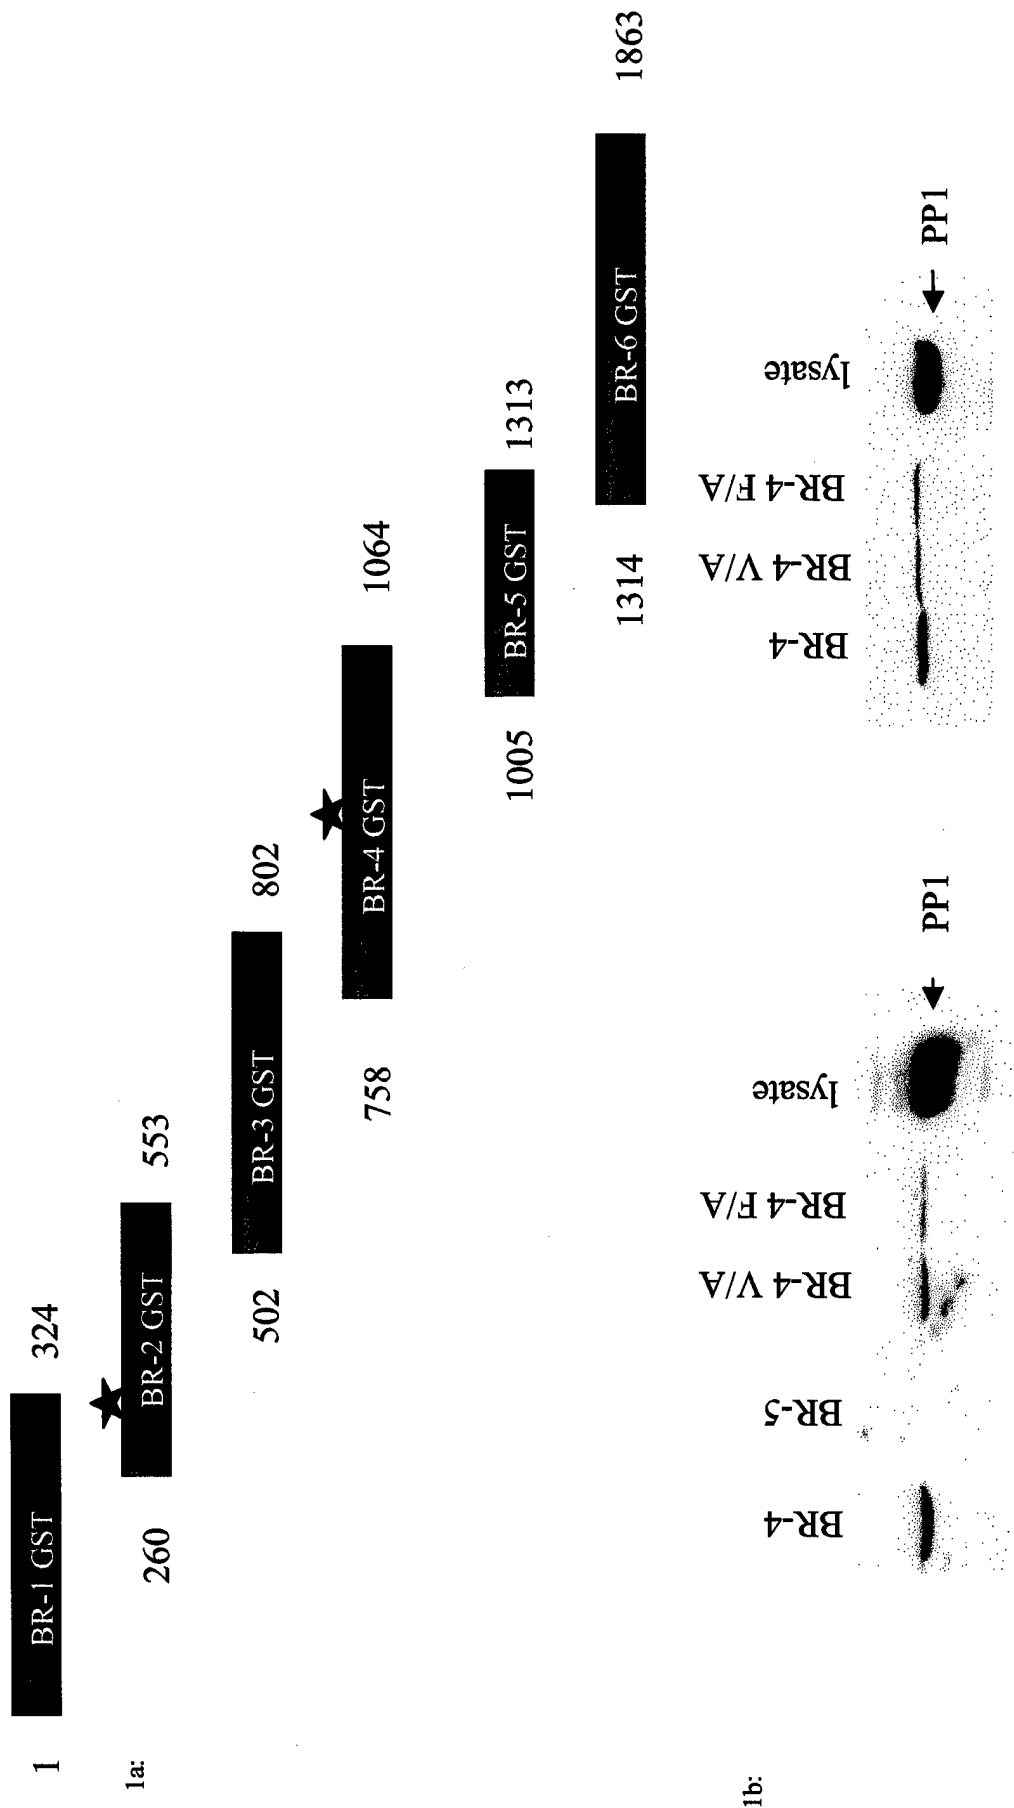 1 BR-1 GST 324
1a:
260 BR-2 GST 553
502 BR-3 GST 802
758 BR-4 GST 1064
1005 BR-5 GST 1313
1314 BR-6 GST 1863
1b:
BR-4 BR-5 BR-4 V/A BR-4 F/A lysate
PP1
BR-4 BR-4 V/A BR-4 F/A lysate
PP1